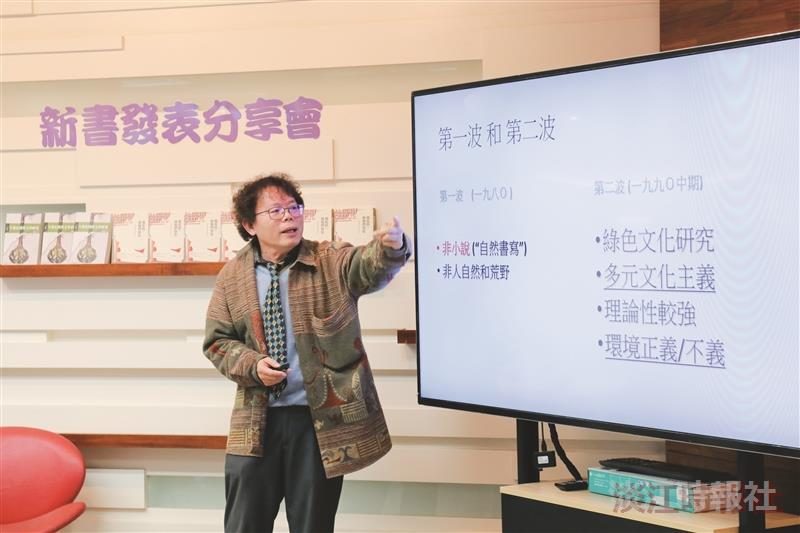 新書發表分享會
第一波 和 第二波
第一波 (一九八0)
• 非小說 (“自然書寫”)
• 非人自然和荒野
第二波 (一九九0中期)
•綠色文化研究
•多元文化主義
•理論性較強
•環境正義/不義
淡江時報社